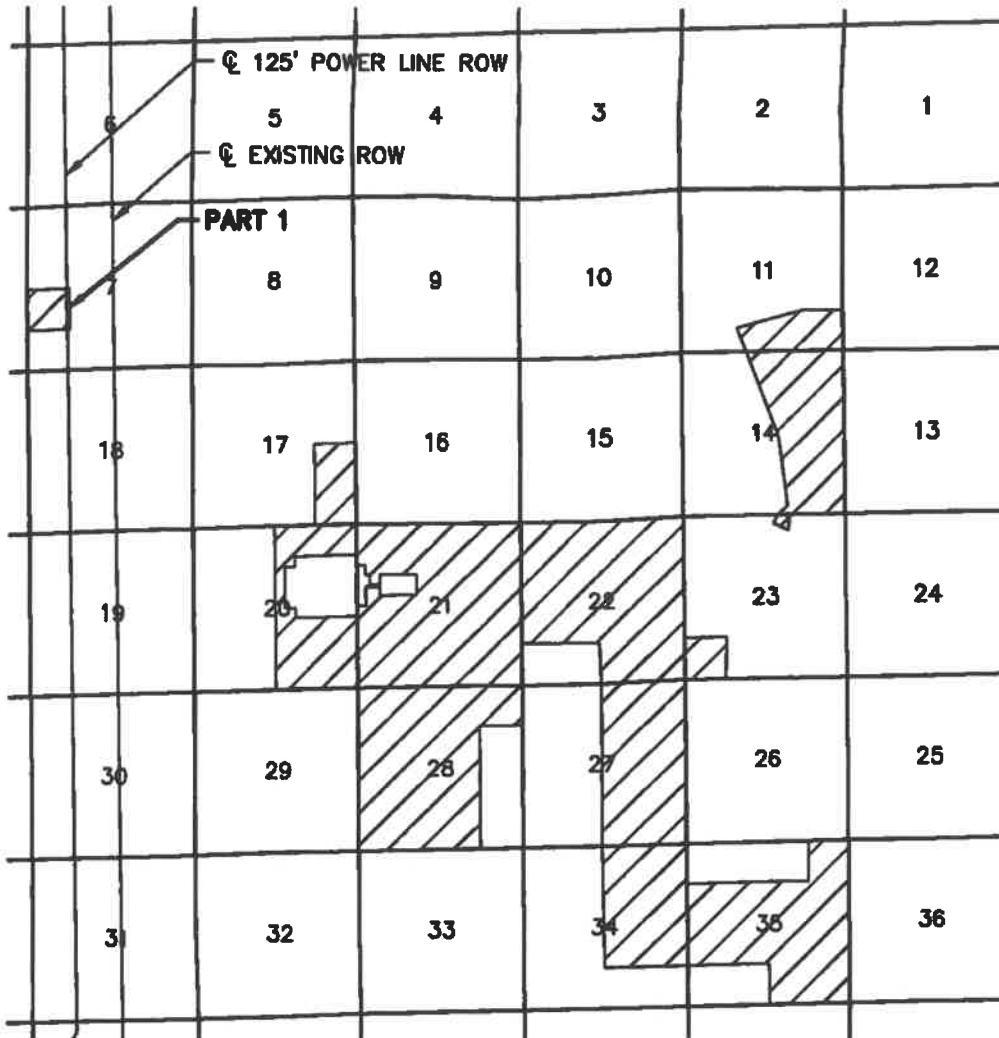 ℄ 125' POWER LINE ROW
6 5 4 3 2 1
℄ EXISTING ROW
PART 1
7 8 9 10 11 12
18 17 16 15 14 13
19 20 21 22 23 24
30 29 28 27 26 25
31 32 33 34 35 36